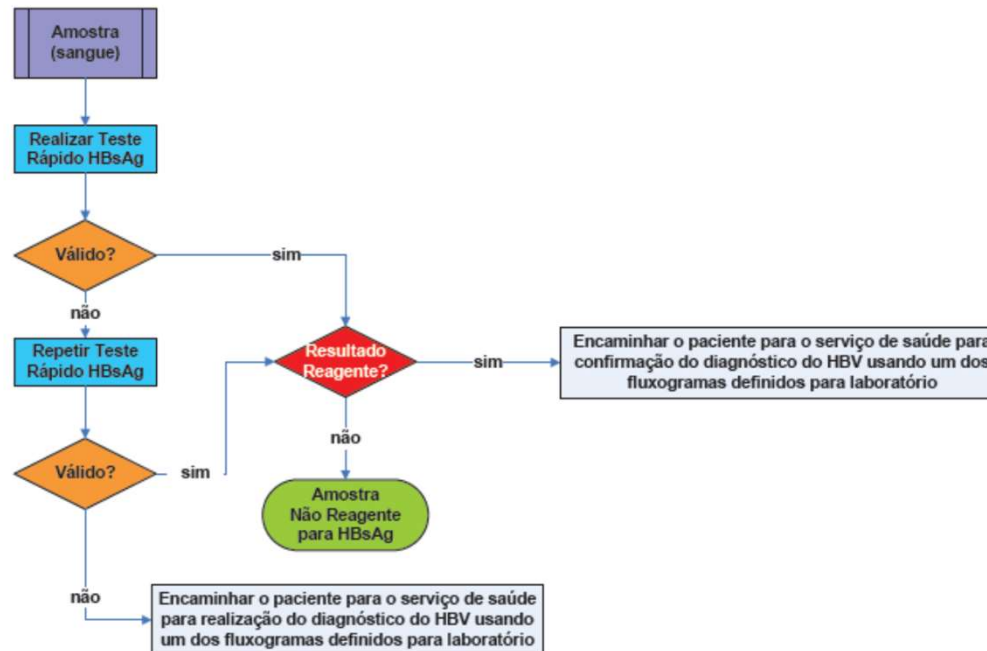 Amostra
(sangue)
Realizar Teste
Rápido HBsAg
Válido?
sim
não
Repetir Teste
Rápido HBsAg
Resultado
Reagente?
sim
Encaminhar o paciente para o serviço de saúde para
confirmação do diagnóstico do HBV usando um dos
fluxogramas definidos para laboratório
não
Válido?
sim
Amostra
Não Reagente
para HBsAg
não
Encaminhar o paciente para o serviço de saúde
para realização do diagnóstico do HBV usando
um dos fluxogramas definidos para laboratório